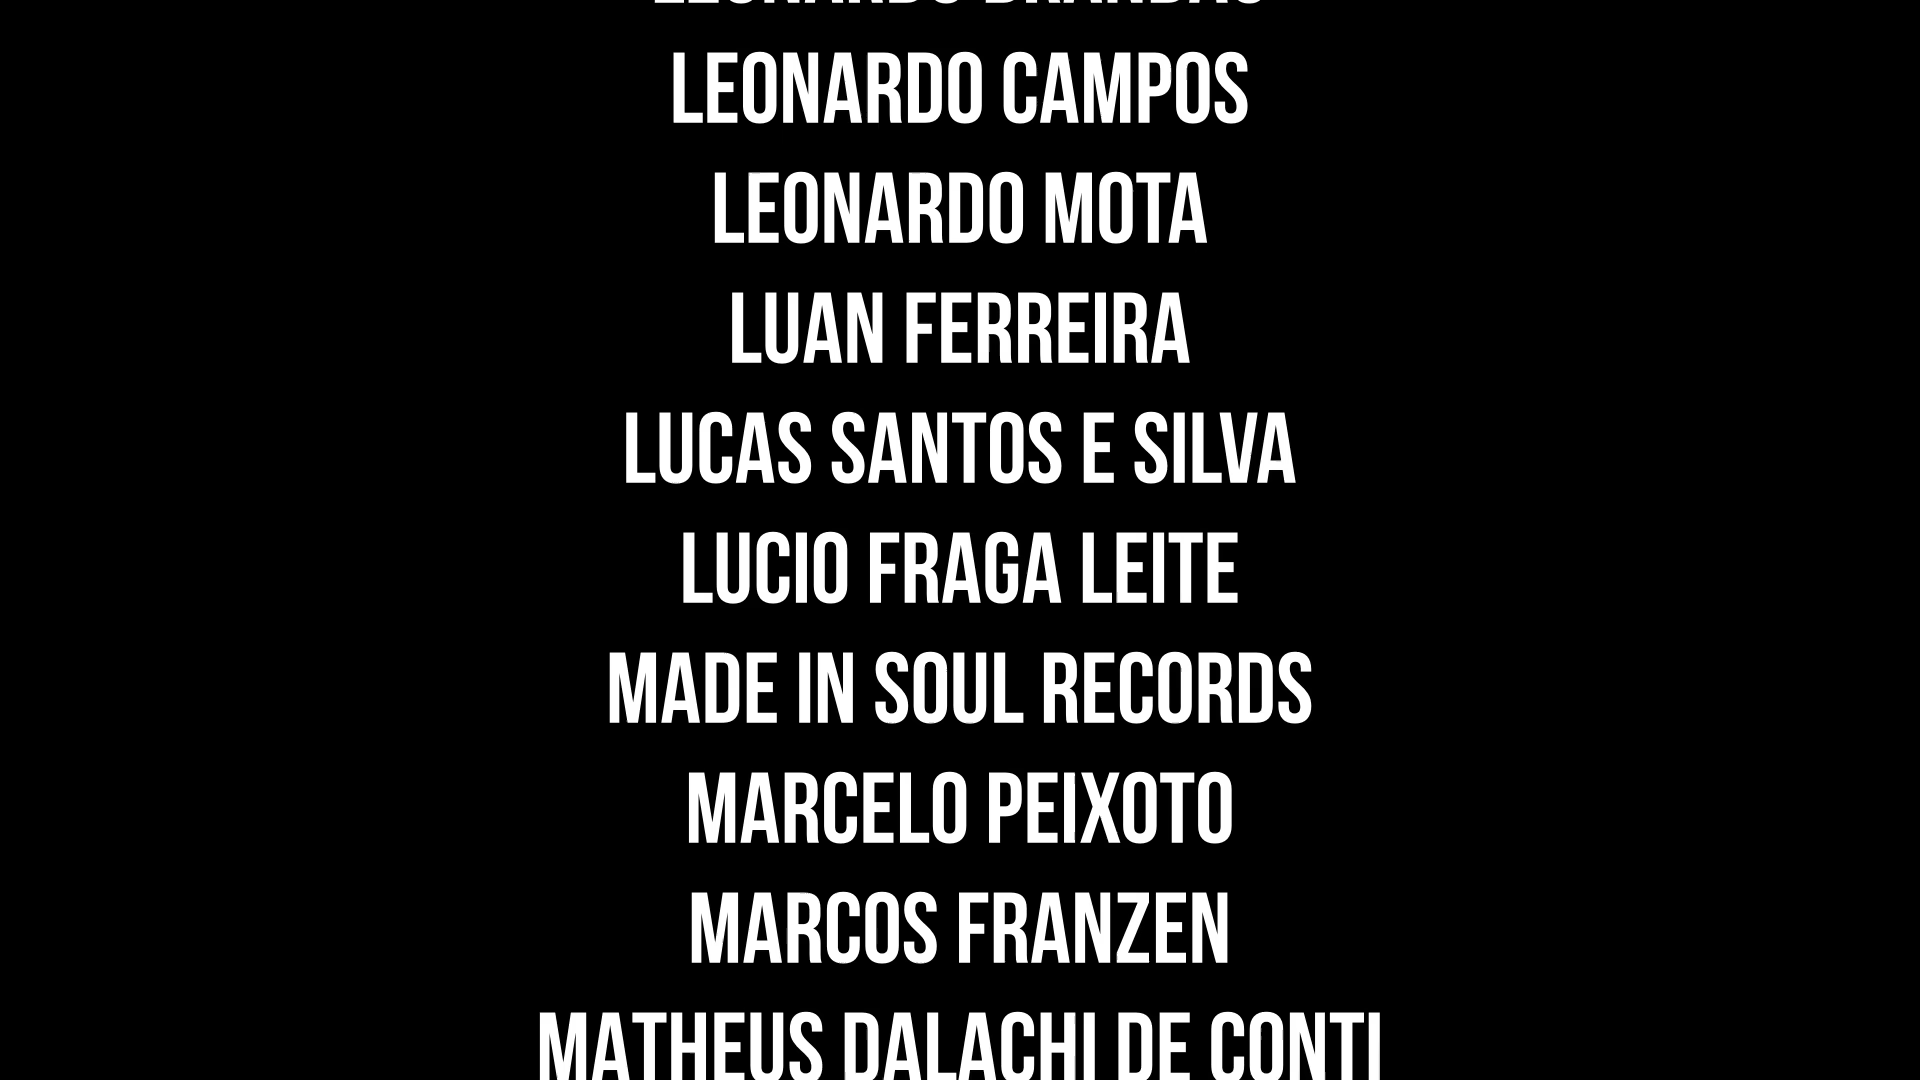 LEONARDO CAMPOS
LEONARDO MOTA
LUAN FERREIRA
LUCAS SANTOS E SILVA
LUCIO FRAGA LEITE
MADE IN SOUL RECORDS
MARCELO PEIXOTO
MARCOS FRANZEN
MATHEUS DALACHI DE CONTI